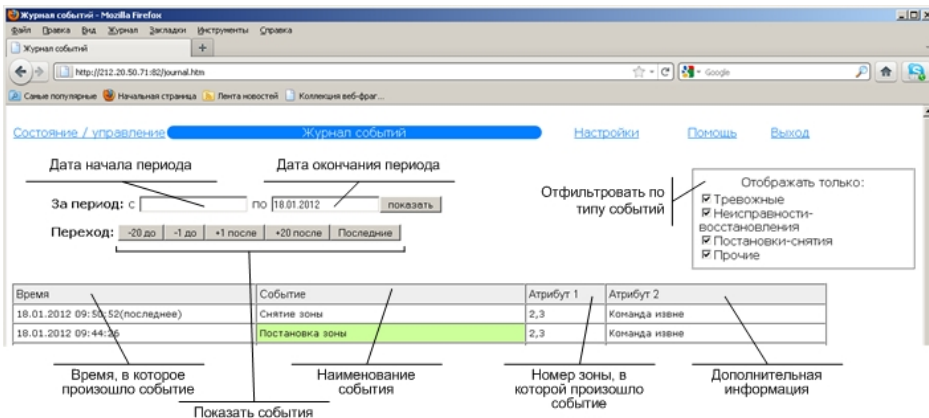 Журнал событий - Mozilla Firefox
Файл Правка Вид Журнал Закладки Инструменты Справка
Журнал событий
http://212.20.50.71:82/journal.htm
Google
Самые популярные Начальная страница Лента новостей Коллекция веб-фраг...
Состояние / управление Журнал событий Настройки Помощь Выход
Дата начала периода Дата окончания периода
За период: с по 18.01.2012 показать
Переход: -20 до -1 до +1 после +20 после Последние
Отфильтровать по
типу событий
Отображать только:
Тревожные
Неисправности-
восстановления
Постановки-снятия
Прочие
Время Событие Атрибут 1 Атрибут 2
18.01.2012 09:50:52(последнее) Снятие зоны 2,3 Команда извне
18.01.2012 09:44:26 Постановка зоны 2,3 Команда извне
Время, в которое
произошло событие
Наименование
события
Номер зоны, в
которой произошло
событие
Дополнительная
информация
Показать события